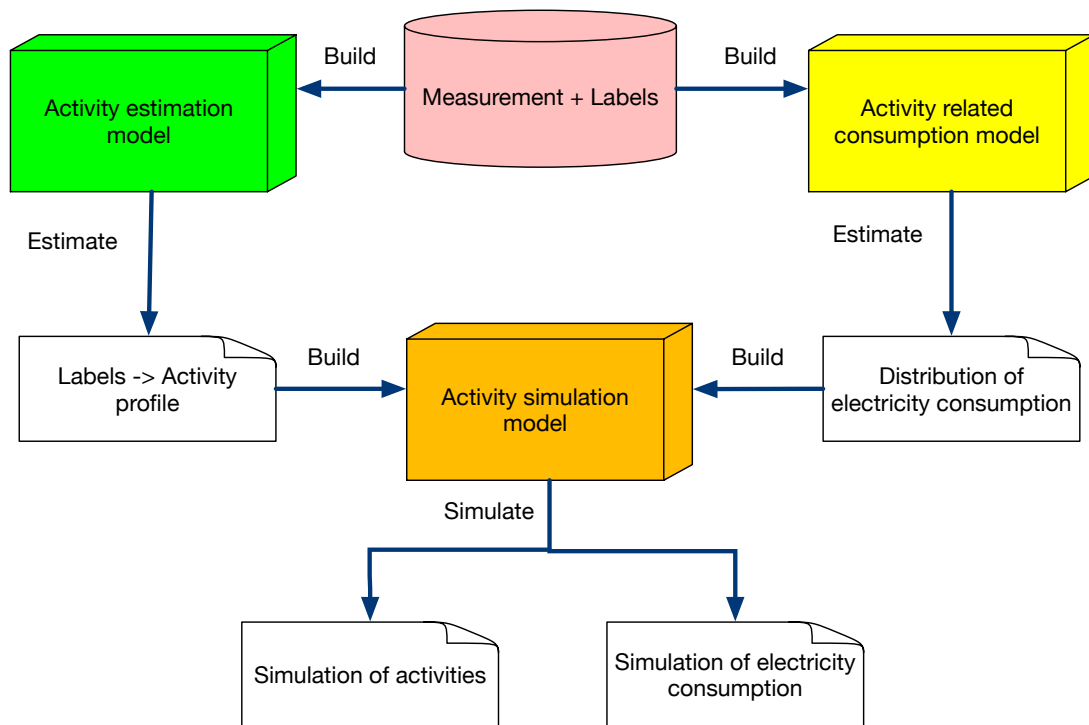 Build
Build
Activity estimation
model
Measurement + Labels
Activity related
consumption model
Estimate
Estimate
Labels -> Activity
profile
Build
Activity simulation
model
Build
Distribution of
electricity consumption
Simulate
Simulation of activities
Simulation of electricity
consumption